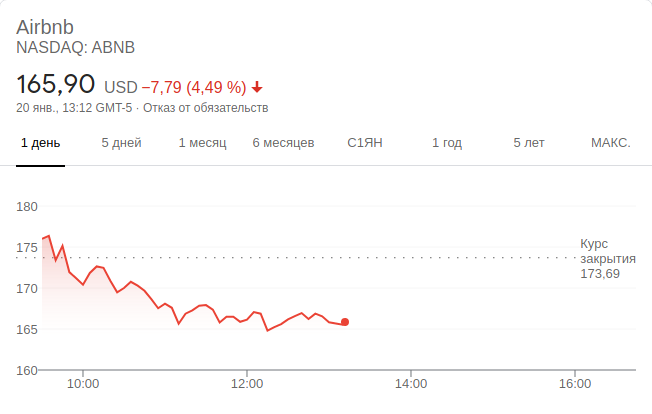 Airbnb
NASDAQ: ABNB
165,90 USD −7,79 (4,49 %)
20 янв., 13:12 GMT-5 · Отказ от обязательств
1 день 5 дней 1 месяц 6 месяцев С1ЯН 1 год 5 лет МАКС.
180
175
170
165
160
Курс
закрытия
173,69
10:00 12:00 14:00 16:00